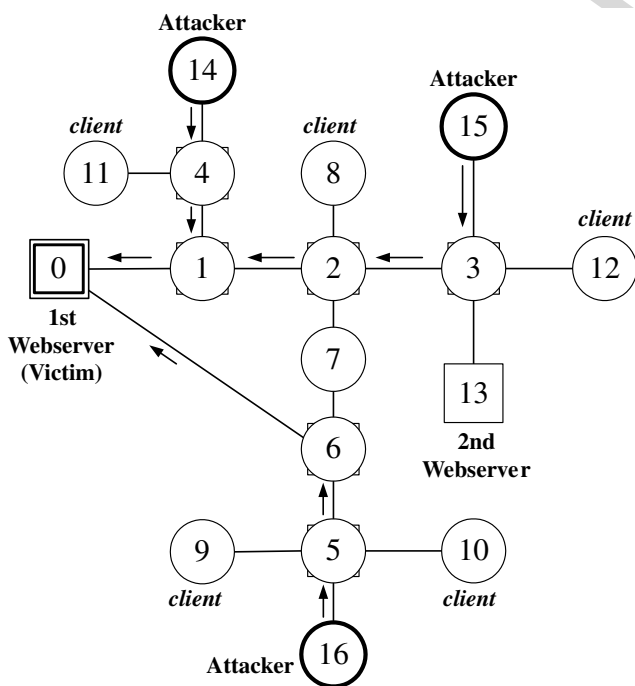 Attacker
14
Attacker
client
client
15
11
4
8
client
0
1
2
3
12
1st
Webserver
(Victim)
7
13
6
2nd
Webserver
9
5
10
client
client
Attacker
16